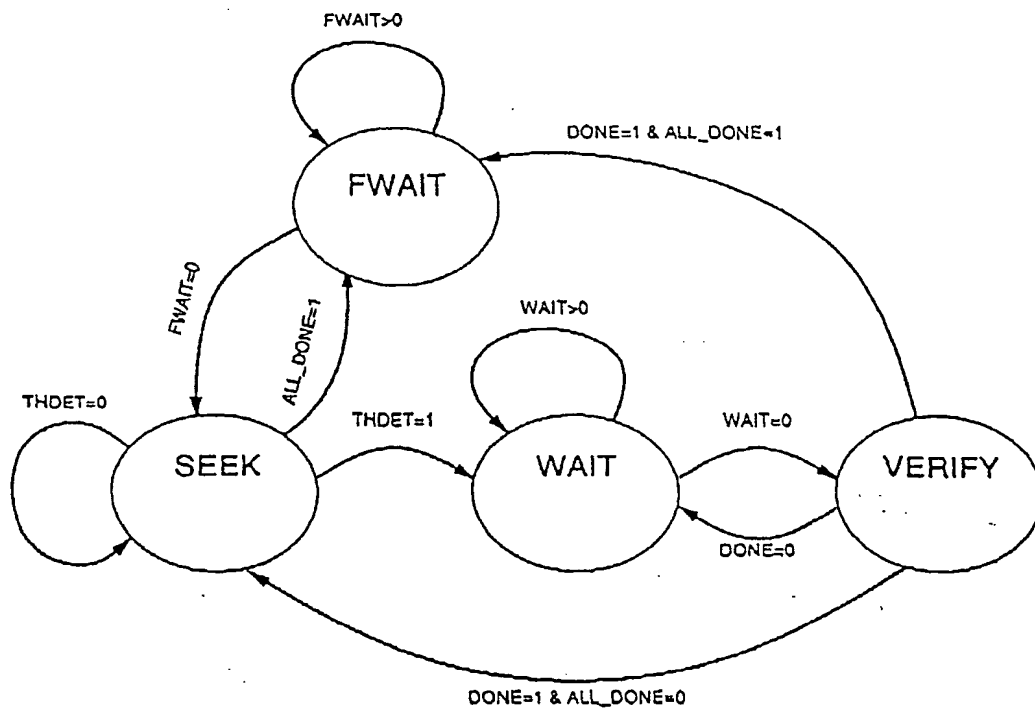 FWAIT>0
DONE=1 & ALL_DONE=1
FWAIT
FWAIT=0
ALL_DONE=1
WAIT>0
THDET=0
THDET=1
WAIT=0
SEEK
WAIT
VERIFY
DONE=0
DONE=1 & ALL_DONE=0